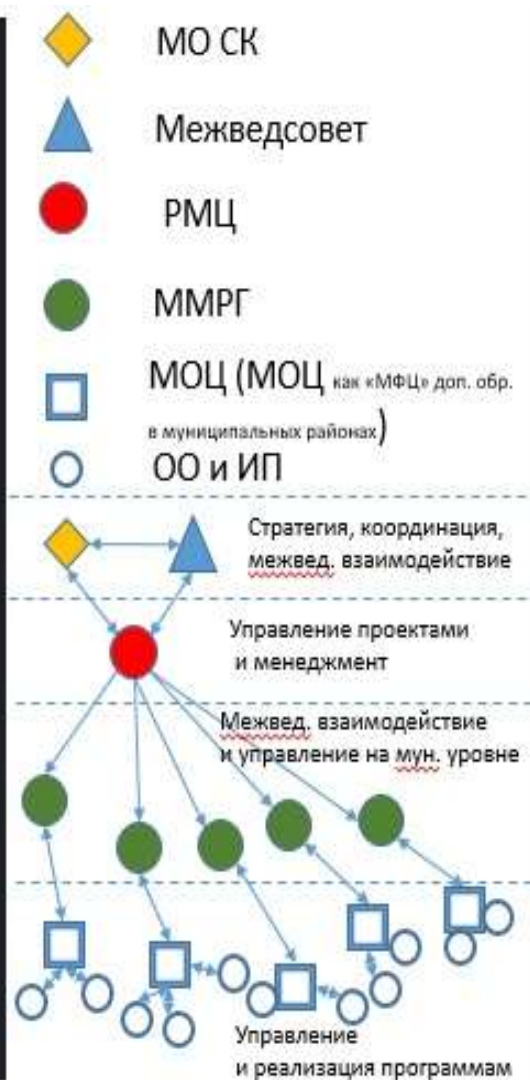 МО СК
Межведсовет
РМЦ
ММРГ
МОЦ (МОЦ как «МФЦ» доп. обр.
в муниципальных районах)
ОО и ИП
Стратегия, координация,
межвед. взаимодействие
Управление проектами
и менеджмент
Межвед. взаимодействие
и управление на мун. уровне
Управление
и реализация программам